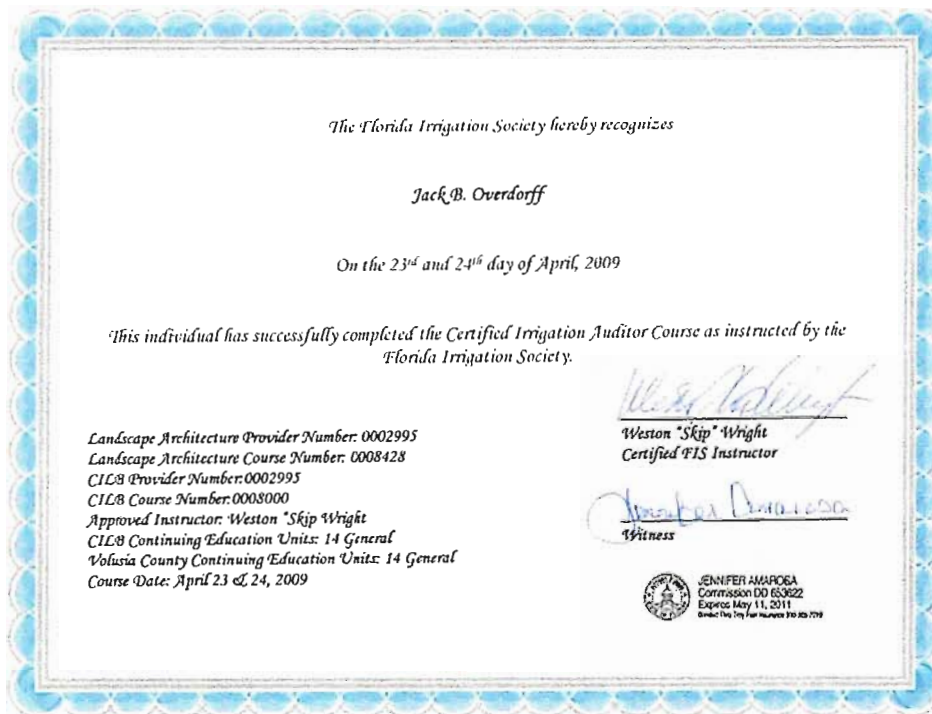 The Florida Irrigation Society hereby recognizes
Jack B. Overdorff
On the 23rd and 24th day of April, 2009
This individual has successfully completed the Certified Irrigation Auditor Course as instructed by the
Florida Irrigation Society.
Landscape Architecture Provider Number: 0002995
Landscape Architecture Course Number: 0008428
CILB Provider Number:0002995
CILB Course Number:0008000
Approved Instructor: Weston "Skip Wright
CILB Continuing Education Units: 14 General
Volusia County Continuing Education Units: 14 General
Course Date: April 23 & 24, 2009
Weston "Skip" Wright
Certified FIS Instructor
Jennifer Amarosa
Witness
JENNIFER AMAROSA
Commission DD 653622
Expires May 11, 2011